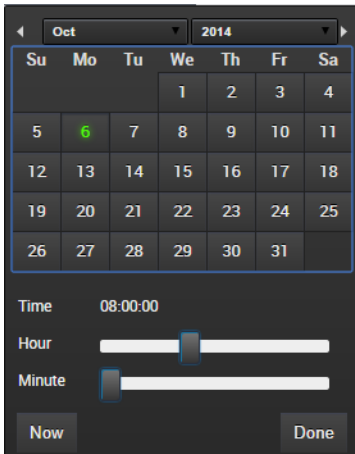 Oct 2014
Su Mo Tu We Th Fr Sa
1 2 3 4
5 6 7 8 9 10 11
12 13 14 15 16 17 18
19 20 21 22 23 24 25
26 27 28 29 30 31
Time 08:00:00
Hour
Minute
Now Done